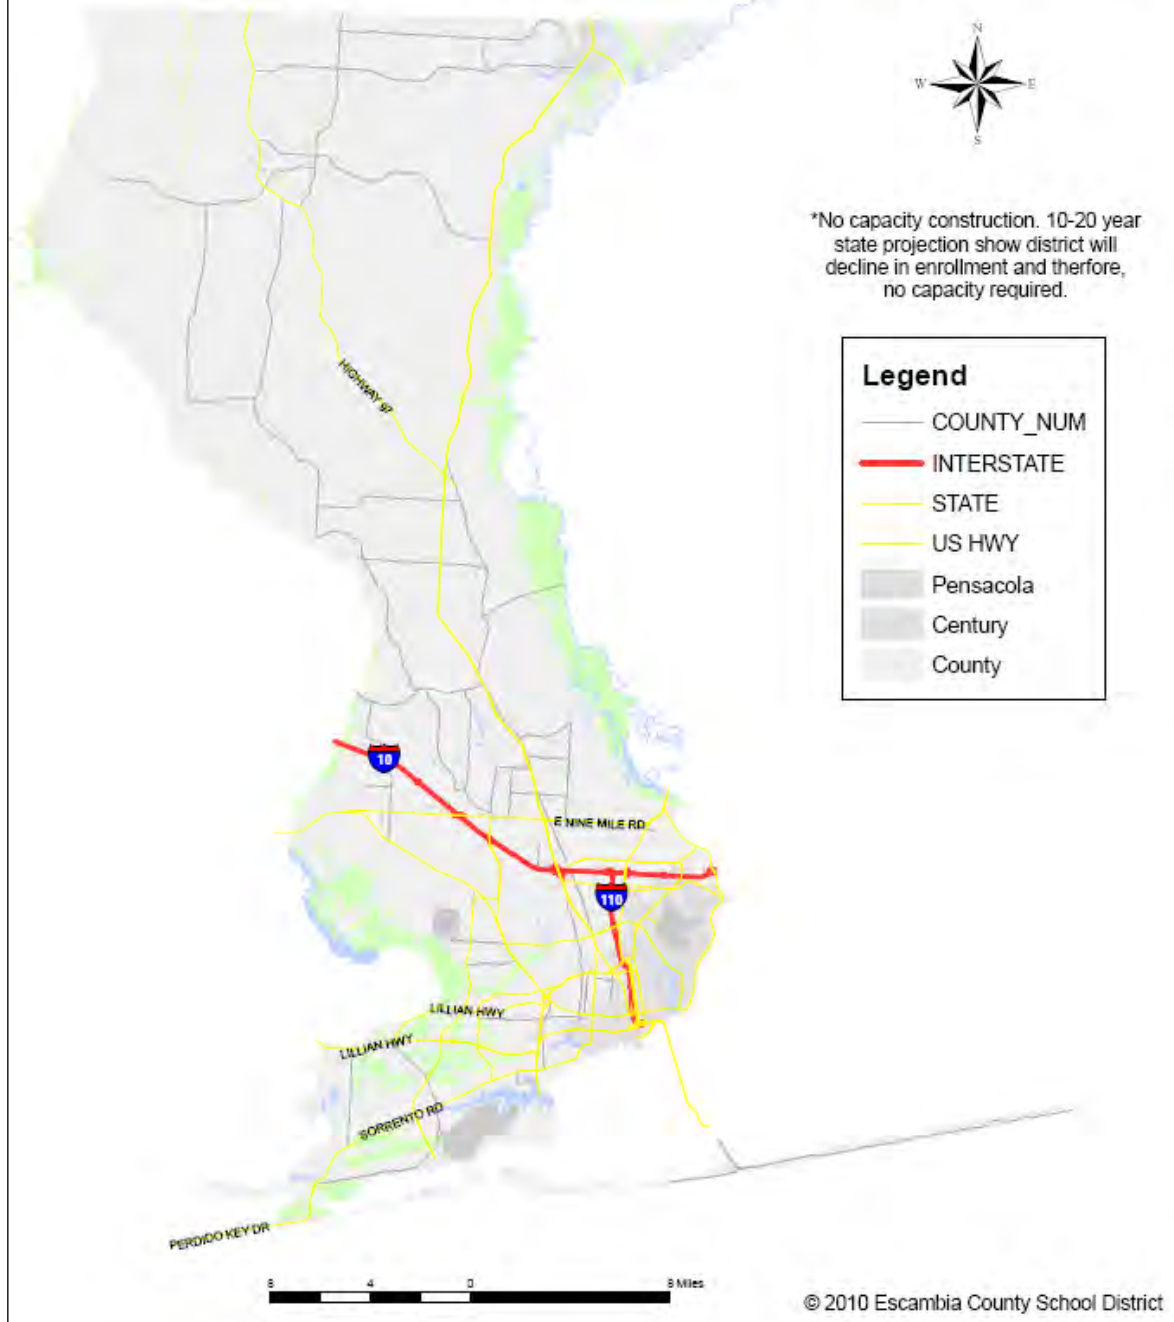 N
W E
S
*No capacity construction. 10-20 year
state projection show district will
decline in enrollment and therfore,
no capacity required.
HIGHWAY 97
Legend
COUNTY_NUM
INTERSTATE
STATE
US HWY
Pensacola
Century
County
10
E NINE MILE RD
110
LILLIAN HWY
LILLIAN HWY
SORRENTO RD
PERDIDO KEY DR
8 4 0 8 Miles
© 2010 Escambia County School District